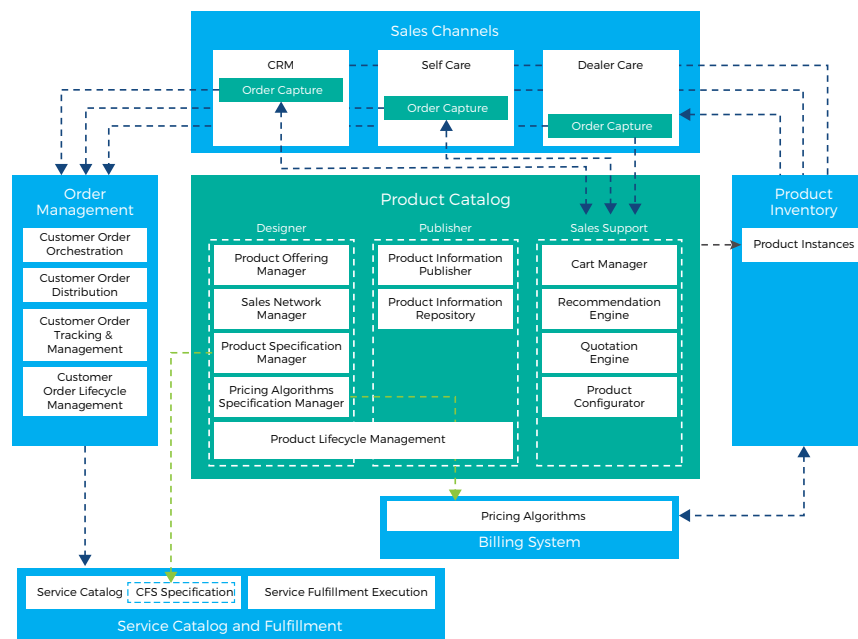 Sales Channels
CRM
Self Care
Dealer Care
Order Capture
Order Capture
Order Capture
Order
Management
Customer Order
Orchestration
Customer Order
Distribution
Customer Order
Tracking &
Management
Customer
Order Lifecycle
Management
Product Catalog
Designer
Publisher
Sales Support
Product Offering
Manager
Sales Network
Manager
Product Specification
Manager
Pricing Algorithms
Specification Manager
Product Lifecycle Management
Product Information
Publisher
Product Information
Repository
Cart Manager
Recommendation
Engine
Quotation
Engine
Product
Configurator
Product
Inventory
Product Instances
Pricing Algorithms
Billing System
Service Catalog
CFS Specification
Service Fulfillment Execution
Service Catalog and Fulfillment